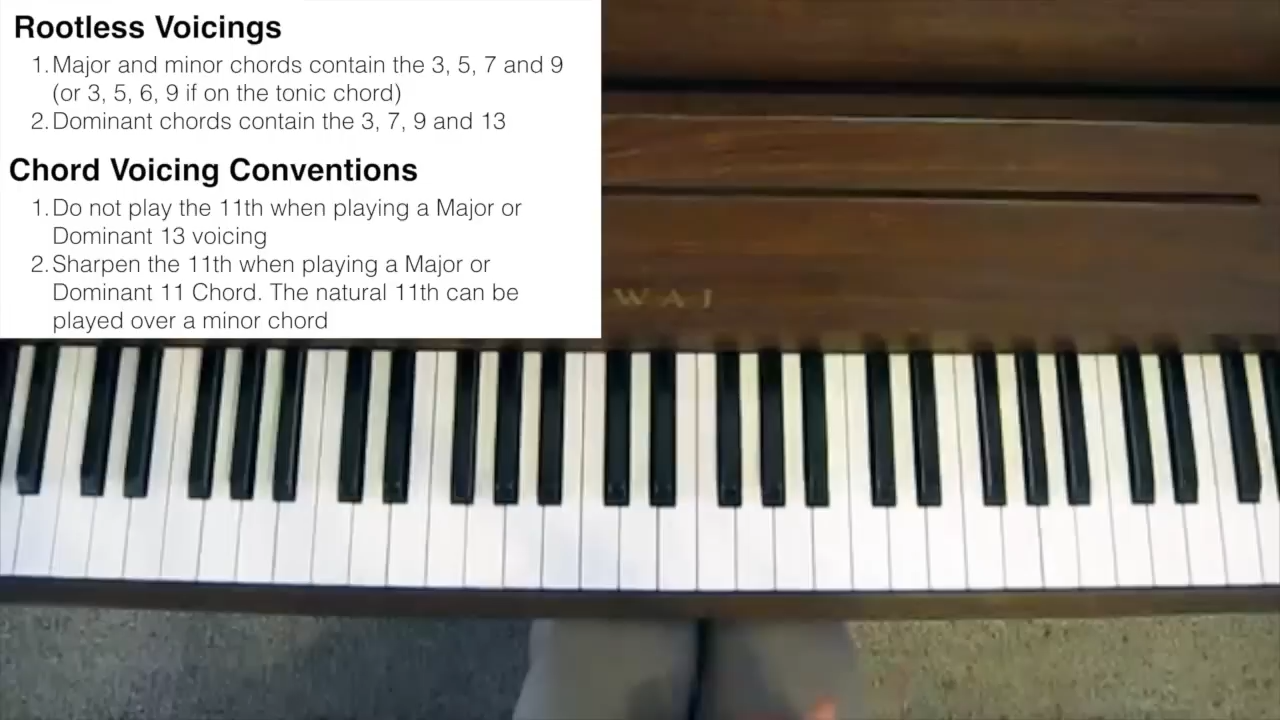 Rootless Voicings
1. Major and minor chords contain the 3, 5, 7 and 9
(or 3, 5, 6, 9 if on the tonic chord)
2. Dominant chords contain the 3, 7, 9 and 13
Chord Voicing Conventions
1. Do not play the 11th when playing a Major or
Dominant 13 voicing
2. Sharpen the 11th when playing a Major or
Dominant 11 Chord. The natural 11th can be
played over a minor chord
WAI